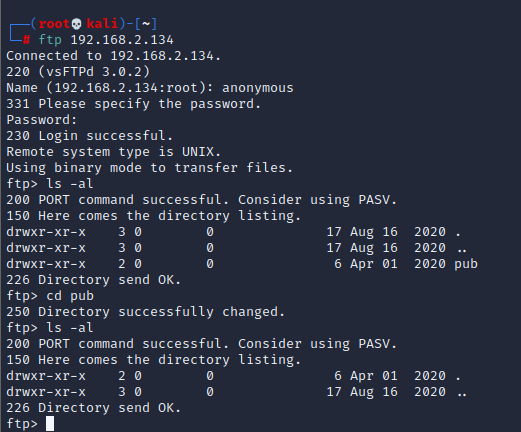 ┌──(root💀kali)-[~]
└─# ftp 192.168.2.134
Connected to 192.168.2.134.
220 (vsFTPd 3.0.2)
Name (192.168.2.134:root): anonymous
331 Please specify the password.
Password:
230 Login successful.
Remote system type is UNIX.
Using binary mode to transfer files.
ftp> ls -al
200 PORT command successful. Consider using PASV.
150 Here comes the directory listing.
drwxr-xr-x    3 0        0              17 Aug 16  2020 .
drwxr-xr-x    3 0        0              17 Aug 16  2020 ..
drwxr-xr-x    2 0        0               6 Apr 01  2020 pub
226 Directory send OK.
ftp> cd pub
250 Directory successfully changed.
ftp> ls -al
200 PORT command successful. Consider using PASV.
150 Here comes the directory listing.
drwxr-xr-x    2 0        0               6 Apr 01  2020 .
drwxr-xr-x    3 0        0              17 Aug 16  2020 ..
226 Directory send OK.
ftp>